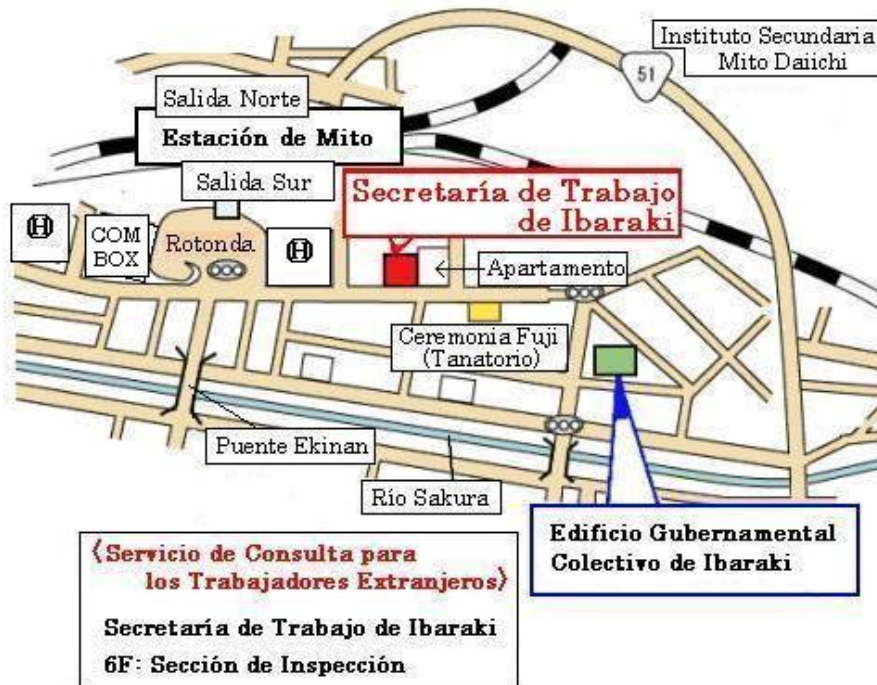 Instituto Secundaria
Mito Daiichi
51
Salida Norte
Estación de Mito
Salida Sur
Secretaría de Trabajo
de Ibaraki
H
COM
BOX
Rotonda
H
Apartamento
Ceremonia Fuji
(Tanatorio)
Puente Ekinan
Río Sakura
Edificio Gubernamental
Colectivo de Ibaraki
〈Servicio de Consulta para
los Trabajadores Extranjeros〉
Secretaría de Trabajo de Ibaraki
6F: Sección de Inspección